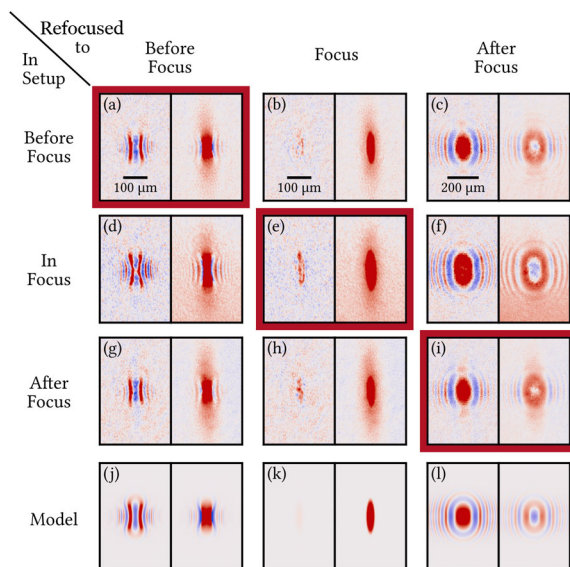 Refocused
to
In
Setup
Before
Focus
Focus
After
Focus
Before
Focus
(a)
100 μm
(b)
100 μm
(c)
200 μm
In
Focus
(d)
(e)
(f)
After
Focus
(g)
(h)
(i)
Model
(j)
(k)
(l)